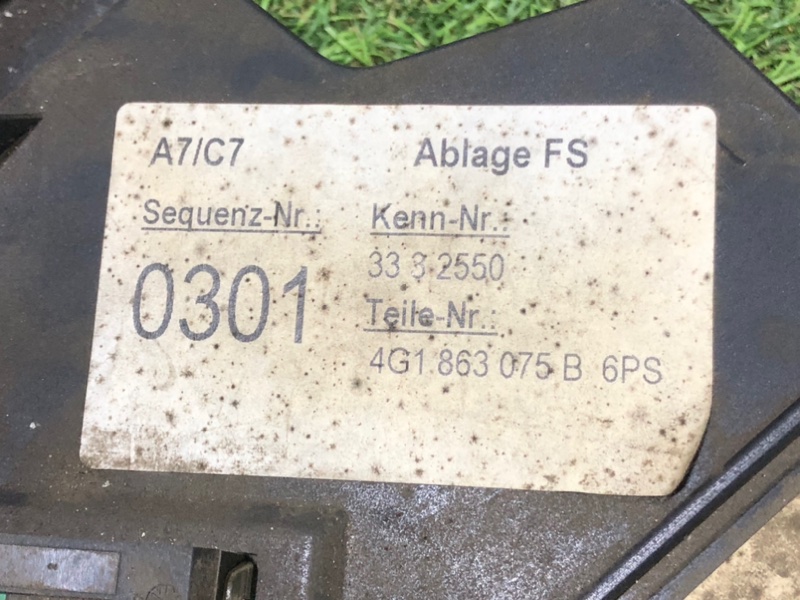 A7/C7 Ablage FS
Sequenz-Nr.: Kenn-Nr.:
0301 33 3 2550
Teile-Nr.:
4G1 863 075 B 6PS